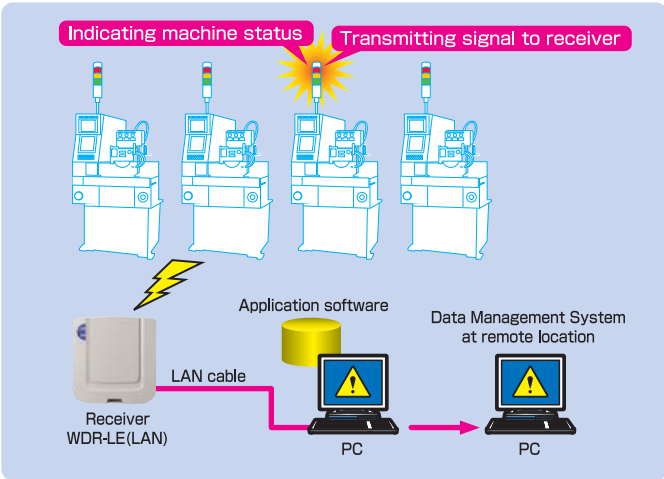 Indicating machine status
Transmitting signal to receiver
Application software
Data Management System
at remote location
LAN cable
Receiver
WDR-LE(LAN)
PC
PC